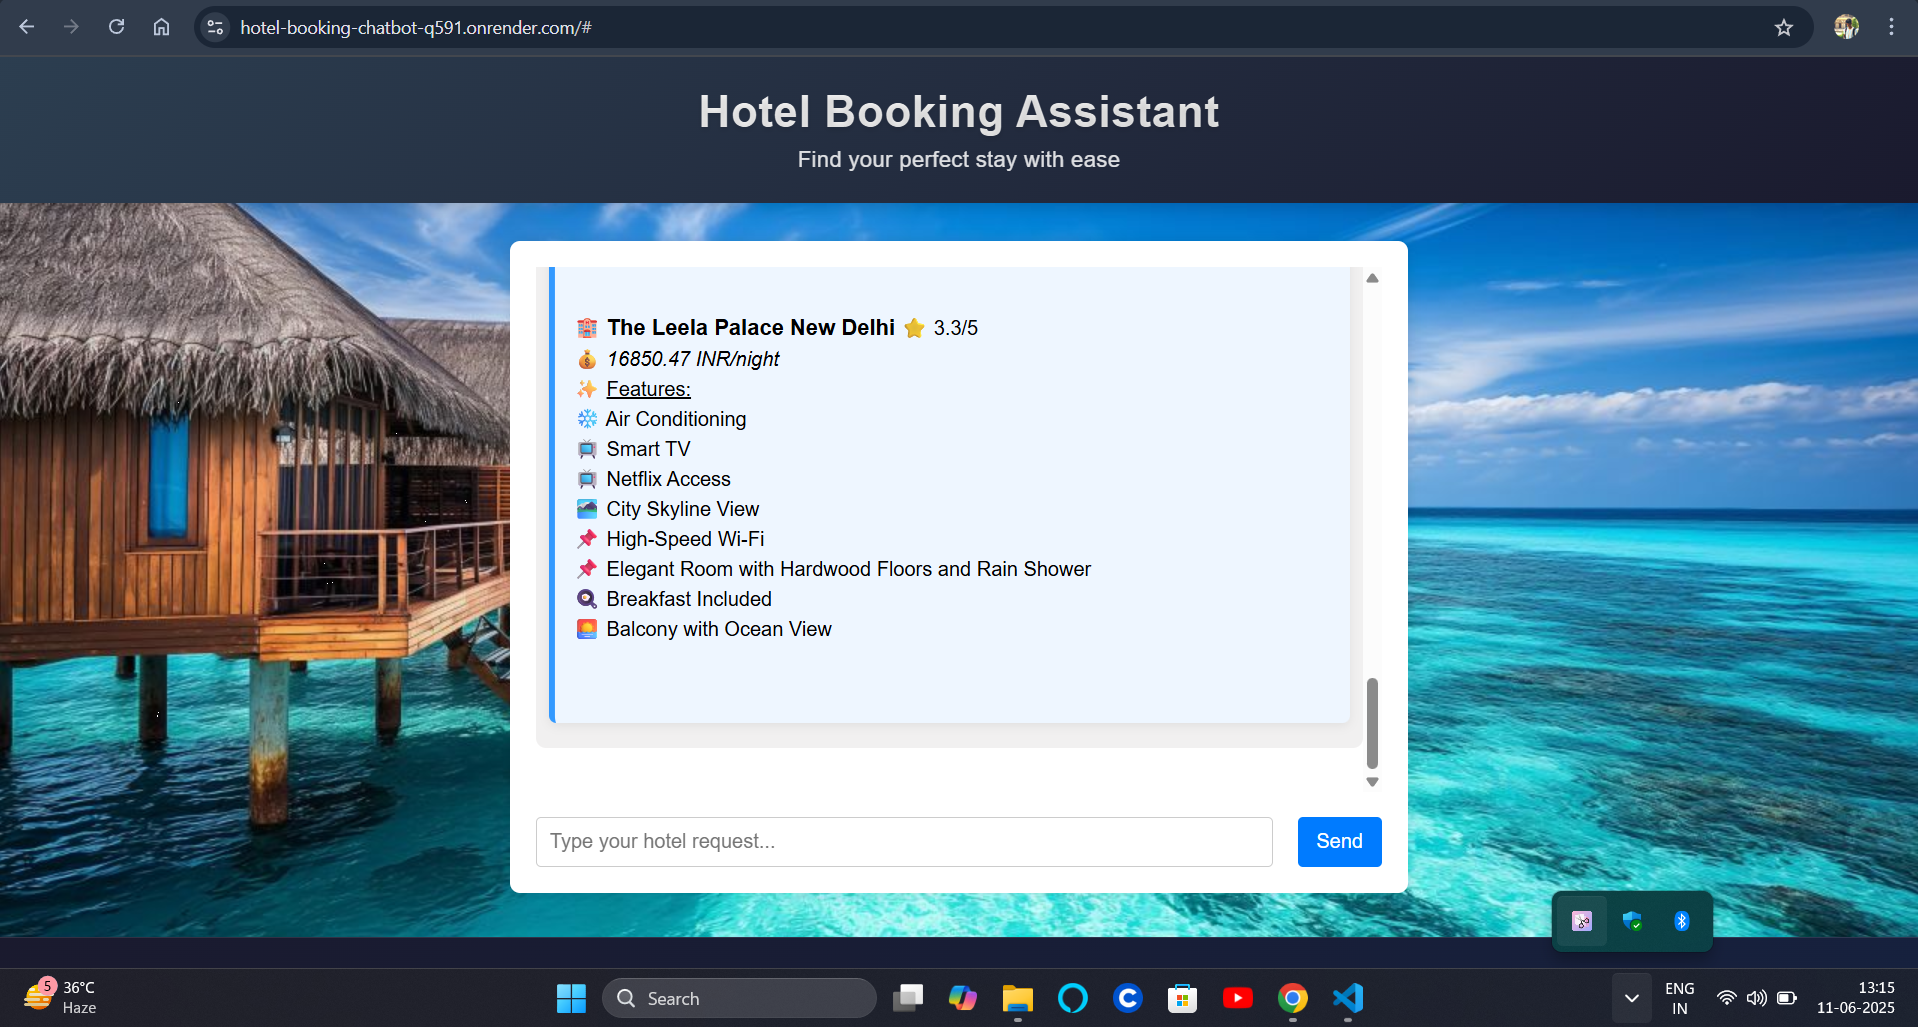 hotel-booking-chatbot-q591.onrender.com/#
Hotel Booking Assistant
Find your perfect stay with ease
The Leela Palace New Delhi 3.3/5
16850.47 INR/night
Features:
Air Conditioning
Smart TV
Netflix Access
City Skyline View
High-Speed Wi-Fi
Elegant Room with Hardwood Floors and Rain Shower
Breakfast Included
Balcony with Ocean View
Type your hotel request...
Send
5
36°C
Haze
Search
ENG
IN
13:15
11-06-2025